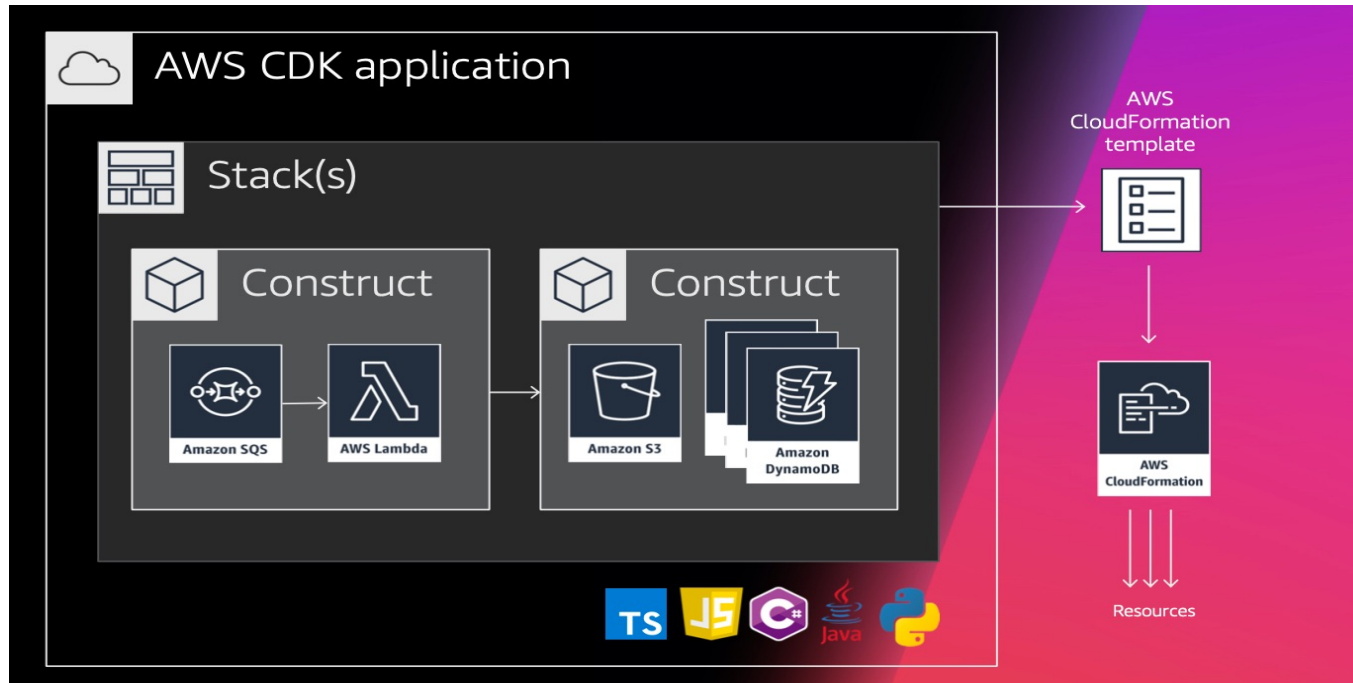 AWS CDK application
AWS
CloudFormation
template
Stack(s)
Construct
Construct
Amazon SQS
AWS Lambda
Amazon S3
Amazon
DynamoDB
AWS
CloudFormation
TS
JS
C#
Java
Resources